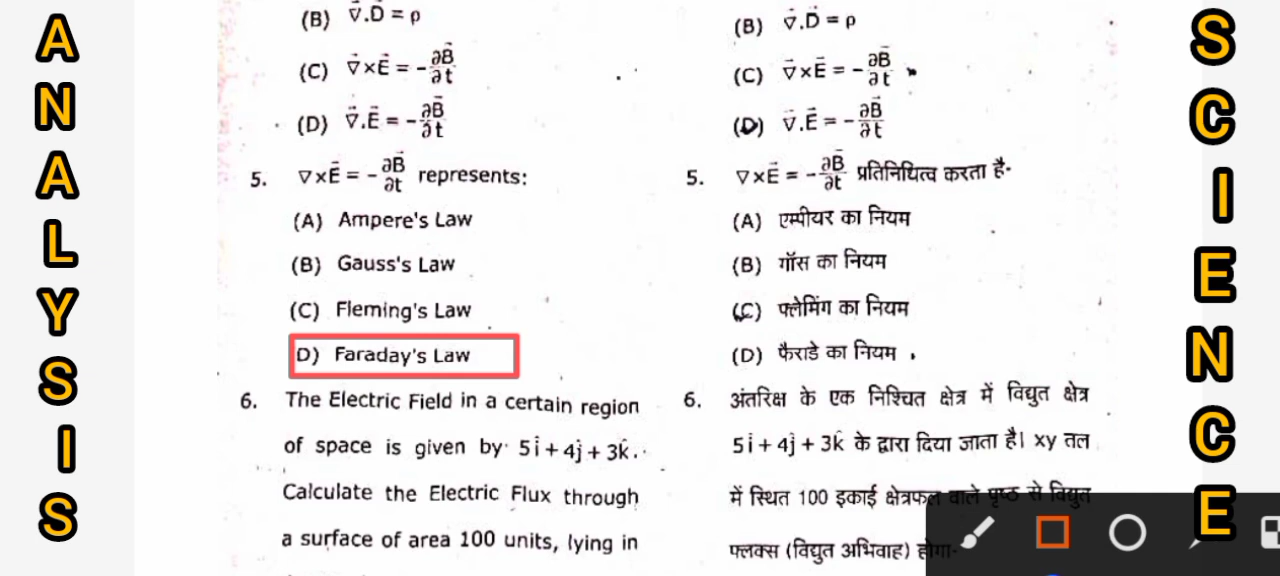 ANALYSIS
(B) ∇⃗.D⃗ = ρ
(C) ∇⃗×E⃗ = -∂B⃗/∂t
(D) ∇⃗.E⃗ = -∂B⃗/∂t
5. ∇×E⃗ = -∂B⃗/∂t represents:
(A) Ampere's Law
(B) Gauss's Law
(C) Fleming's Law
D) Faraday's Law
6. The Electric Field in a certain region
of space is given by 5î + 4ĵ + 3k̂.
Calculate the Electric Flux through
a surface of area 100 units, lying in
(B) ∇⃗.D⃗ = ρ
(C) ∇⃗×E⃗ = -∂B⃗/∂t
(D) ∇⃗.E⃗ = -∂B⃗/∂t
5. ∇×E⃗ = -∂B⃗/∂t प्रतिनिधित्व करता है-
(A) एम्पीयर का नियम
(B) गॉस का नियम
(C) फ्लेमिंग का नियम
(D) फैराडे का नियम
6. अंतरिक्ष के एक निश्चित क्षेत्र में विद्युत क्षेत्र
5î + 4ĵ + 3k̂ के द्वारा दिया जाता है। xy तल
में स्थित 100 इकाई क्षेत्रफल वाले पृष्ठ से विद्युत
फ्लक्स (विद्युत अभिवाह) होगा-
SCIENCE